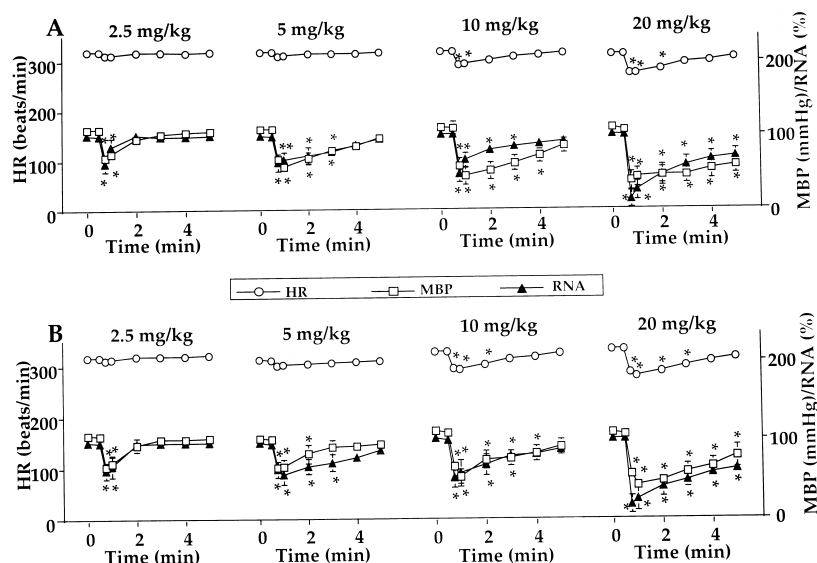 A
2.5 mg/kg 5 mg/kg 10 mg/kg 20 mg/kg
HR (beats/min)
300
200
100
0
200
100
0
MBP (mmHg)/RNA (%)
* * * *
* * * * * * * *
* * * * * * * * * *
* * * * * * * * * * * * * * *
0 2 4 0 2 4 0 2 4 0 2 4
Time (min) Time (min) Time (min) Time (min)
HR MBP RNA
B
2.5 mg/kg 5 mg/kg 10 mg/kg 20 mg/kg
HR (beats/min)
300
200
100
0
200
100
0
MBP (mmHg)/RNA (%)
0 2 4 0 2 4 0 2 4 0 2 4
Time (min) Time (min) Time (min) Time (min)